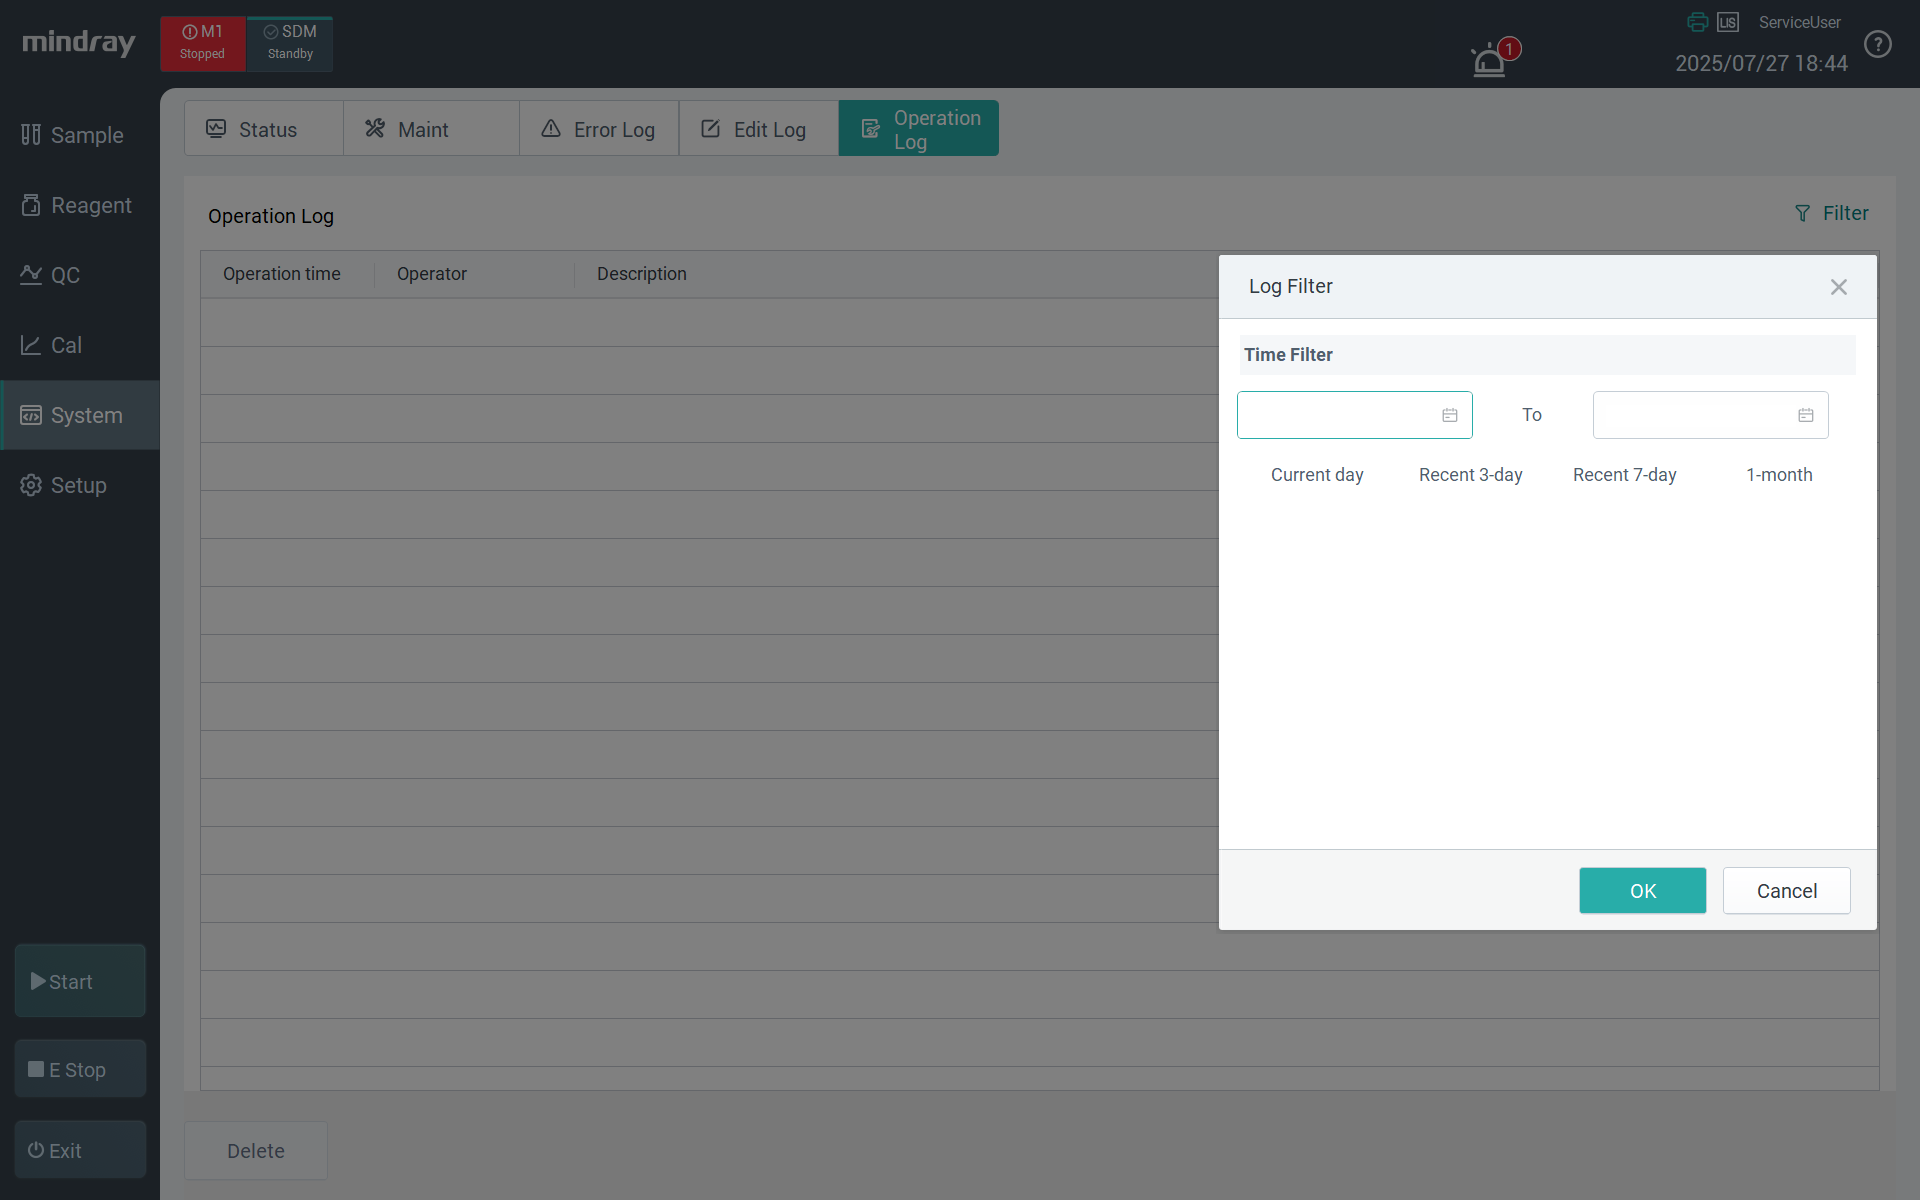 mindray
M1
Stopped
SDM
Standby
1
LIS
ServiceUser
2025/07/27 18:44
?
Sample
Reagent
QC
Cal
System
Setup
Start
E Stop
Exit
Status
Maint
Error Log
Edit Log
Operation
Log
Operation Log
Filter
Operation time
Operator
Description
Log Filter
Time Filter
To
Current day
Recent 3-day
Recent 7-day
1-month
OK
Cancel
Delete